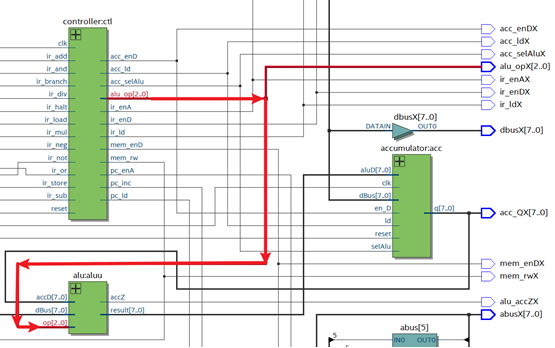 controller:ctl
clk
ir_add
ir_and
ir_branch
ir_div
ir_halt
ir_load
ir_mul
ir_neg
ir_not
ir_or
ir_store
ir_sub
reset
acc_enD
acc_ld
acc_selAlu
alu_op[2..0]
ir_enA
ir_enD
ir_ld
mem_enD
mem_rw
pc_enA
pc_inc
pc_ld
acc_enDX
acc_ldX
acc_selAluX
alu_opX[2..0]
ir_enAX
ir_enDX
ir_ldX
dbusX[7..0]
DATAIN OUT0
dbusX[7..0]
accumulator:acc
aluD[7..0]
clk
dBus[7..0]
en_D
ld
reset
selAlu
q[7..0]
acc_QX[7..0]
mem_enDX
mem_rwX
alu_accZX
abusX[7..0]
alu:aluu
accD[7..0]
dBus[7..0]
op[2..0]
accZ
result[7..0]
abus[5]
5
IN0 OUT0